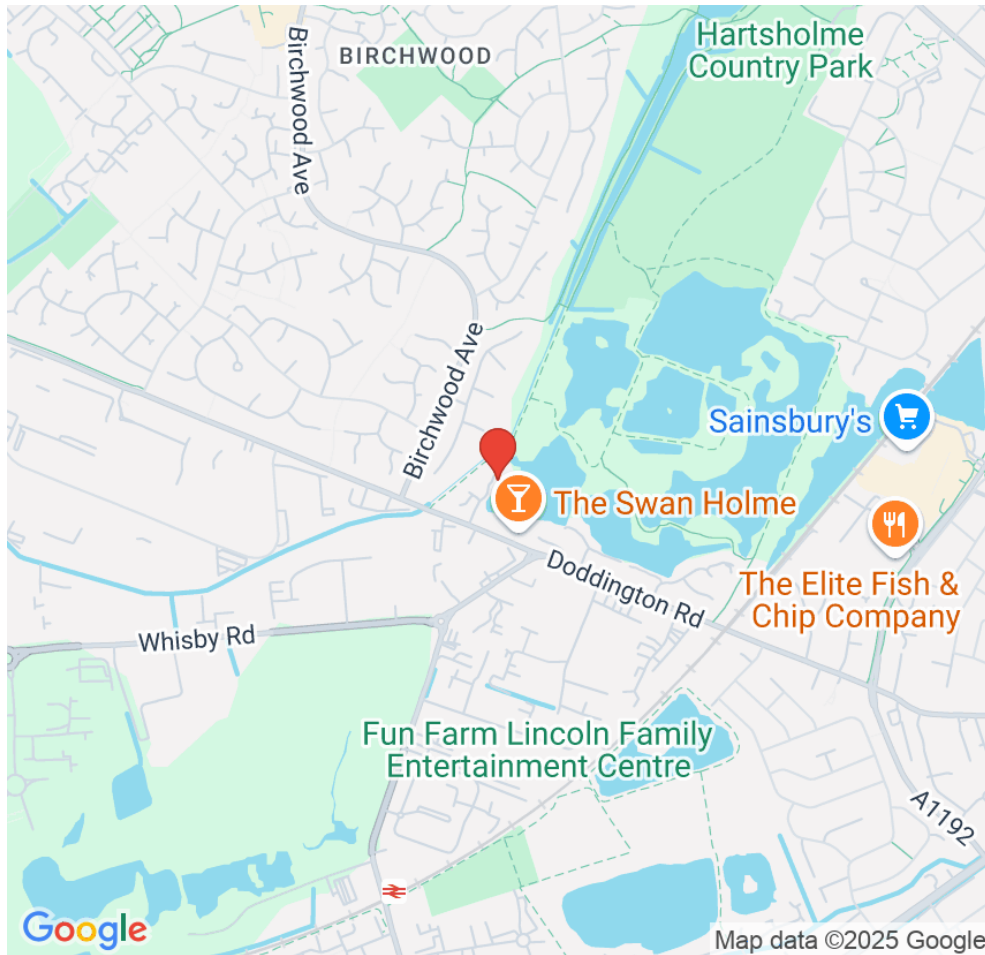 Hartsholme
Country Park
BIRCHWOOD
Birchwood Ave
Birchwood Ave
Sainsbury's
The Swan Holme
Doddington Rd
The Elite Fish &
Chip Company
Whisby Rd
Fun Farm Lincoln Family
Entertainment Centre
A1192
Google
Map data ©2025 Google